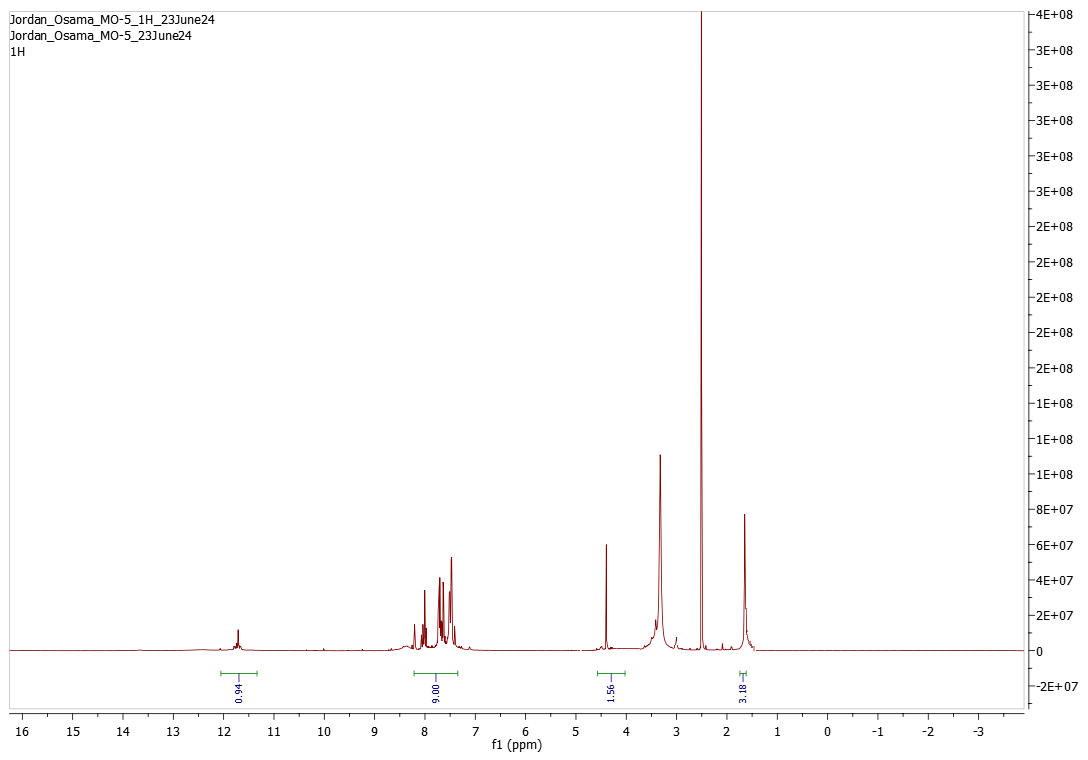 Jordan_Osama_MO-5_1H_23June24
Jordan_Osama_MO-5_23June24
1H
4E+08
3E+08
3E+08
3E+08
3E+08
3E+08
2E+08
2E+08
2E+08
2E+08
2E+08
1E+08
1E+08
1E+08
8E+07
6E+07
4E+07
2E+07
0
-2E+07
0.94
9.00
1.56
3.18
16 15 14 13 12 11 10 9 8 7 6 5 4 3 2 1 0 -1 -2 -3
f1 (ppm)